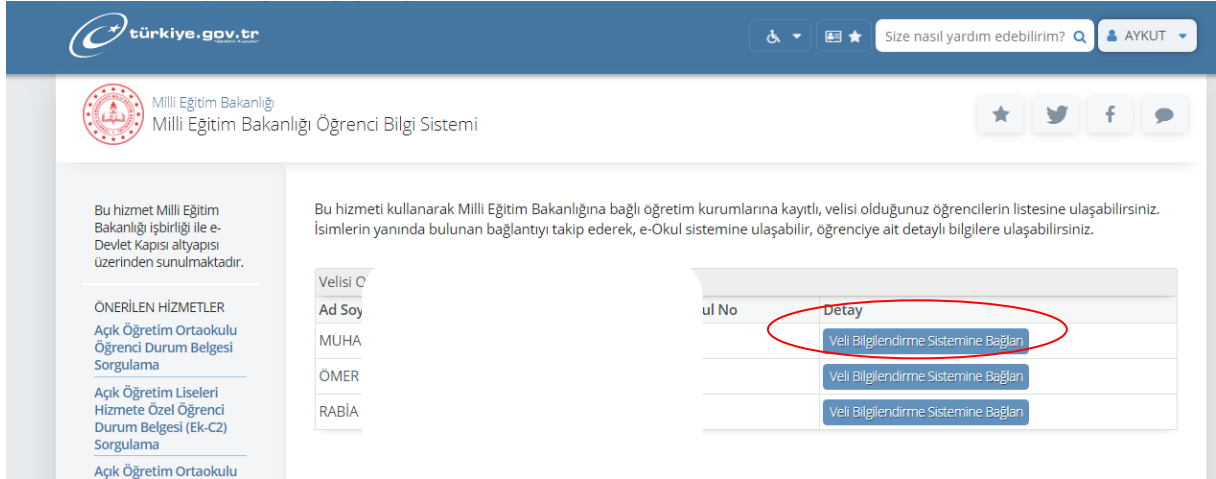 türkiye.gov.tr
Size nasıl yardım edebilirim?
AYKUT
Milli Eğitim Bakanlığı
Milli Eğitim Bakanlığı Öğrenci Bilgi Sistemi
Bu hizmet Milli Eğitim
Bakanlığı işbirliği ile e-
Devlet Kapısı altyapısı
üzerinden sunulmaktadır.
ÖNERİLEN HİZMETLER
Açık Öğretim Ortaokulu
Öğrenci Durum Belgesi
Sorgulama
Açık Öğretim Liseleri
Hizmete Özel Öğrenci
Durum Belgesi (Ek-C2)
Sorgulama
Açık Öğretim Ortaokulu
Bu hizmeti kullanarak Milli Eğitim Bakanlığına bağlı öğretim kurumlarına kayıtlı, velisi olduğunuz öğrencilerin listesine ulaşabilirsiniz.
İsimlerin yanında bulunan bağlantıyı takip ederek, e-Okul sistemine ulaşabilir, öğrenciye ait detaylı bilgilere ulaşabilirsiniz.
Velisi O
Ad Soy ul No Detay
MUHA Veli Bilgilendirme Sistemine Bağlan
ÖMER Veli Bilgilendirme Sistemine Bağlan
RABİA Veli Bilgilendirme Sistemine Bağlan